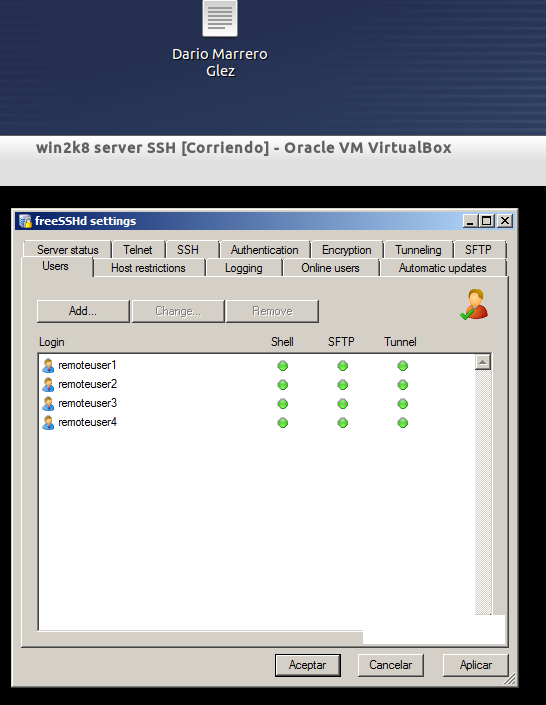 Dario Marrero
Glez
win2k8 server SSH [Corriendo] - Oracle VM VirtualBox
freeSSHd settings
Server status Telnet SSH Authentication Encryption Tunneling SFTP
Users Host restrictions Logging Online users Automatic updates
Add... Change... Remove
Login Shell SFTP Tunnel
remoteuser1
remoteuser2
remoteuser3
remoteuser4
Aceptar Cancelar Aplicar